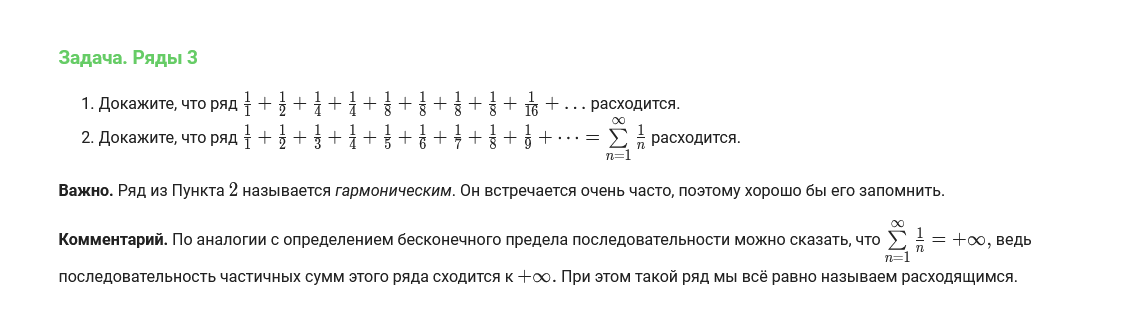 Задача. Ряды 3
1. Докажите, что ряд $\frac{1}{1} + \frac{1}{2} + \frac{1}{4} + \frac{1}{4} + \frac{1}{8} + \frac{1}{8} + \frac{1}{8} + \frac{1}{8} + \frac{1}{16} + \ldots$ расходится.
2. Докажите, что ряд $\frac{1}{1} + \frac{1}{2} + \frac{1}{3} + \frac{1}{4} + \frac{1}{5} + \frac{1}{6} + \frac{1}{7} + \frac{1}{8} + \frac{1}{9} + \cdots = \sum\limits_{n=1}^{\infty} \frac{1}{n}$ расходится.
Важно. Ряд из Пункта 2 называется гармоническим. Он встречается очень часто, поэтому хорошо бы его запомнить.
Комментарий. По аналогии с определением бесконечного предела последовательности можно сказать, что $\sum\limits_{n=1}^{\infty} \frac{1}{n} = +\infty$, ведь
последовательность частичных сумм этого ряда сходится к $+\infty$. При этом такой ряд мы всё равно называем расходящимся.